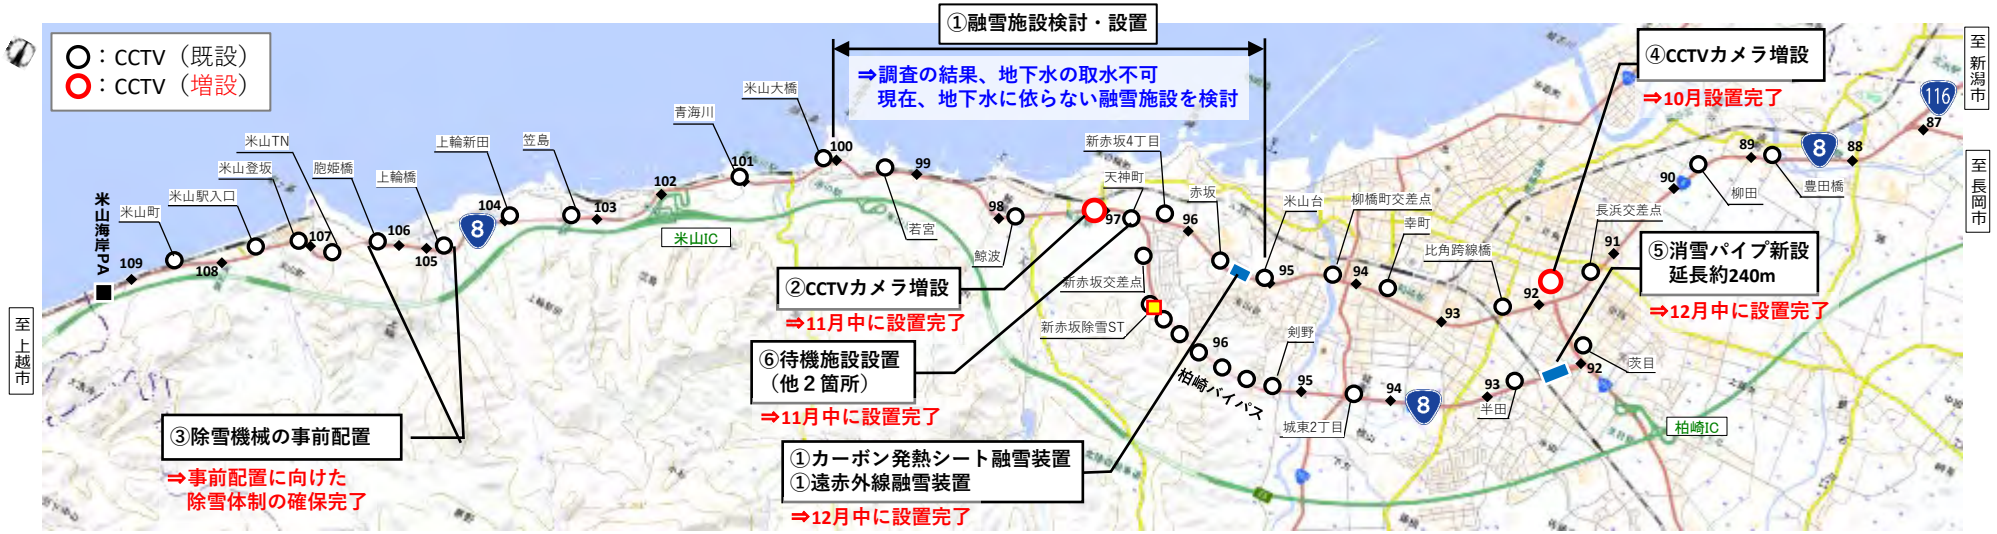 ①融雪施設検討・設置
⇒調査の結果、地下水の取水不可
現在、地下水に依らない融雪施設を検討
○：CCTV（既設）
○：CCTV（増設）
④CCTVカメラ増設
⇒10月設置完了
至新潟市
至長岡市
至上越市
116
87
88
8
89
豊田橋
柳田
90
長浜交差点
91
⑤消雪パイプ新設
延長約240m
⇒12月中に設置完了
米山海岸PA
109
米山町
108
米山駅入口
米山登坂
107
米山TN
胞姫橋
106
105
上輪橋
8
上輪新田
104
笠島
103
102
米山IC
青海川
101
米山大橋
100
若宮
99
98
鯨波
97
天神町
新赤坂4丁目
96
赤坂
米山台
95
柳橋町交差点
94
幸町
93
比角跨線橋
92
新赤坂交差点
新赤坂除雪ST
96
柏崎バイパス
剣野
95
城東2丁目
94
8
93
半田
92
茨目
柏崎IC
②CCTVカメラ増設
⇒11月中に設置完了
⑥待機施設設置
（他２箇所）
⇒11月中に設置完了
③除雪機械の事前配置
⇒事前配置に向けた
除雪体制の確保完了
①カーボン発熱シート融雪装置
①遠赤外線融雪装置
⇒12月中に設置完了